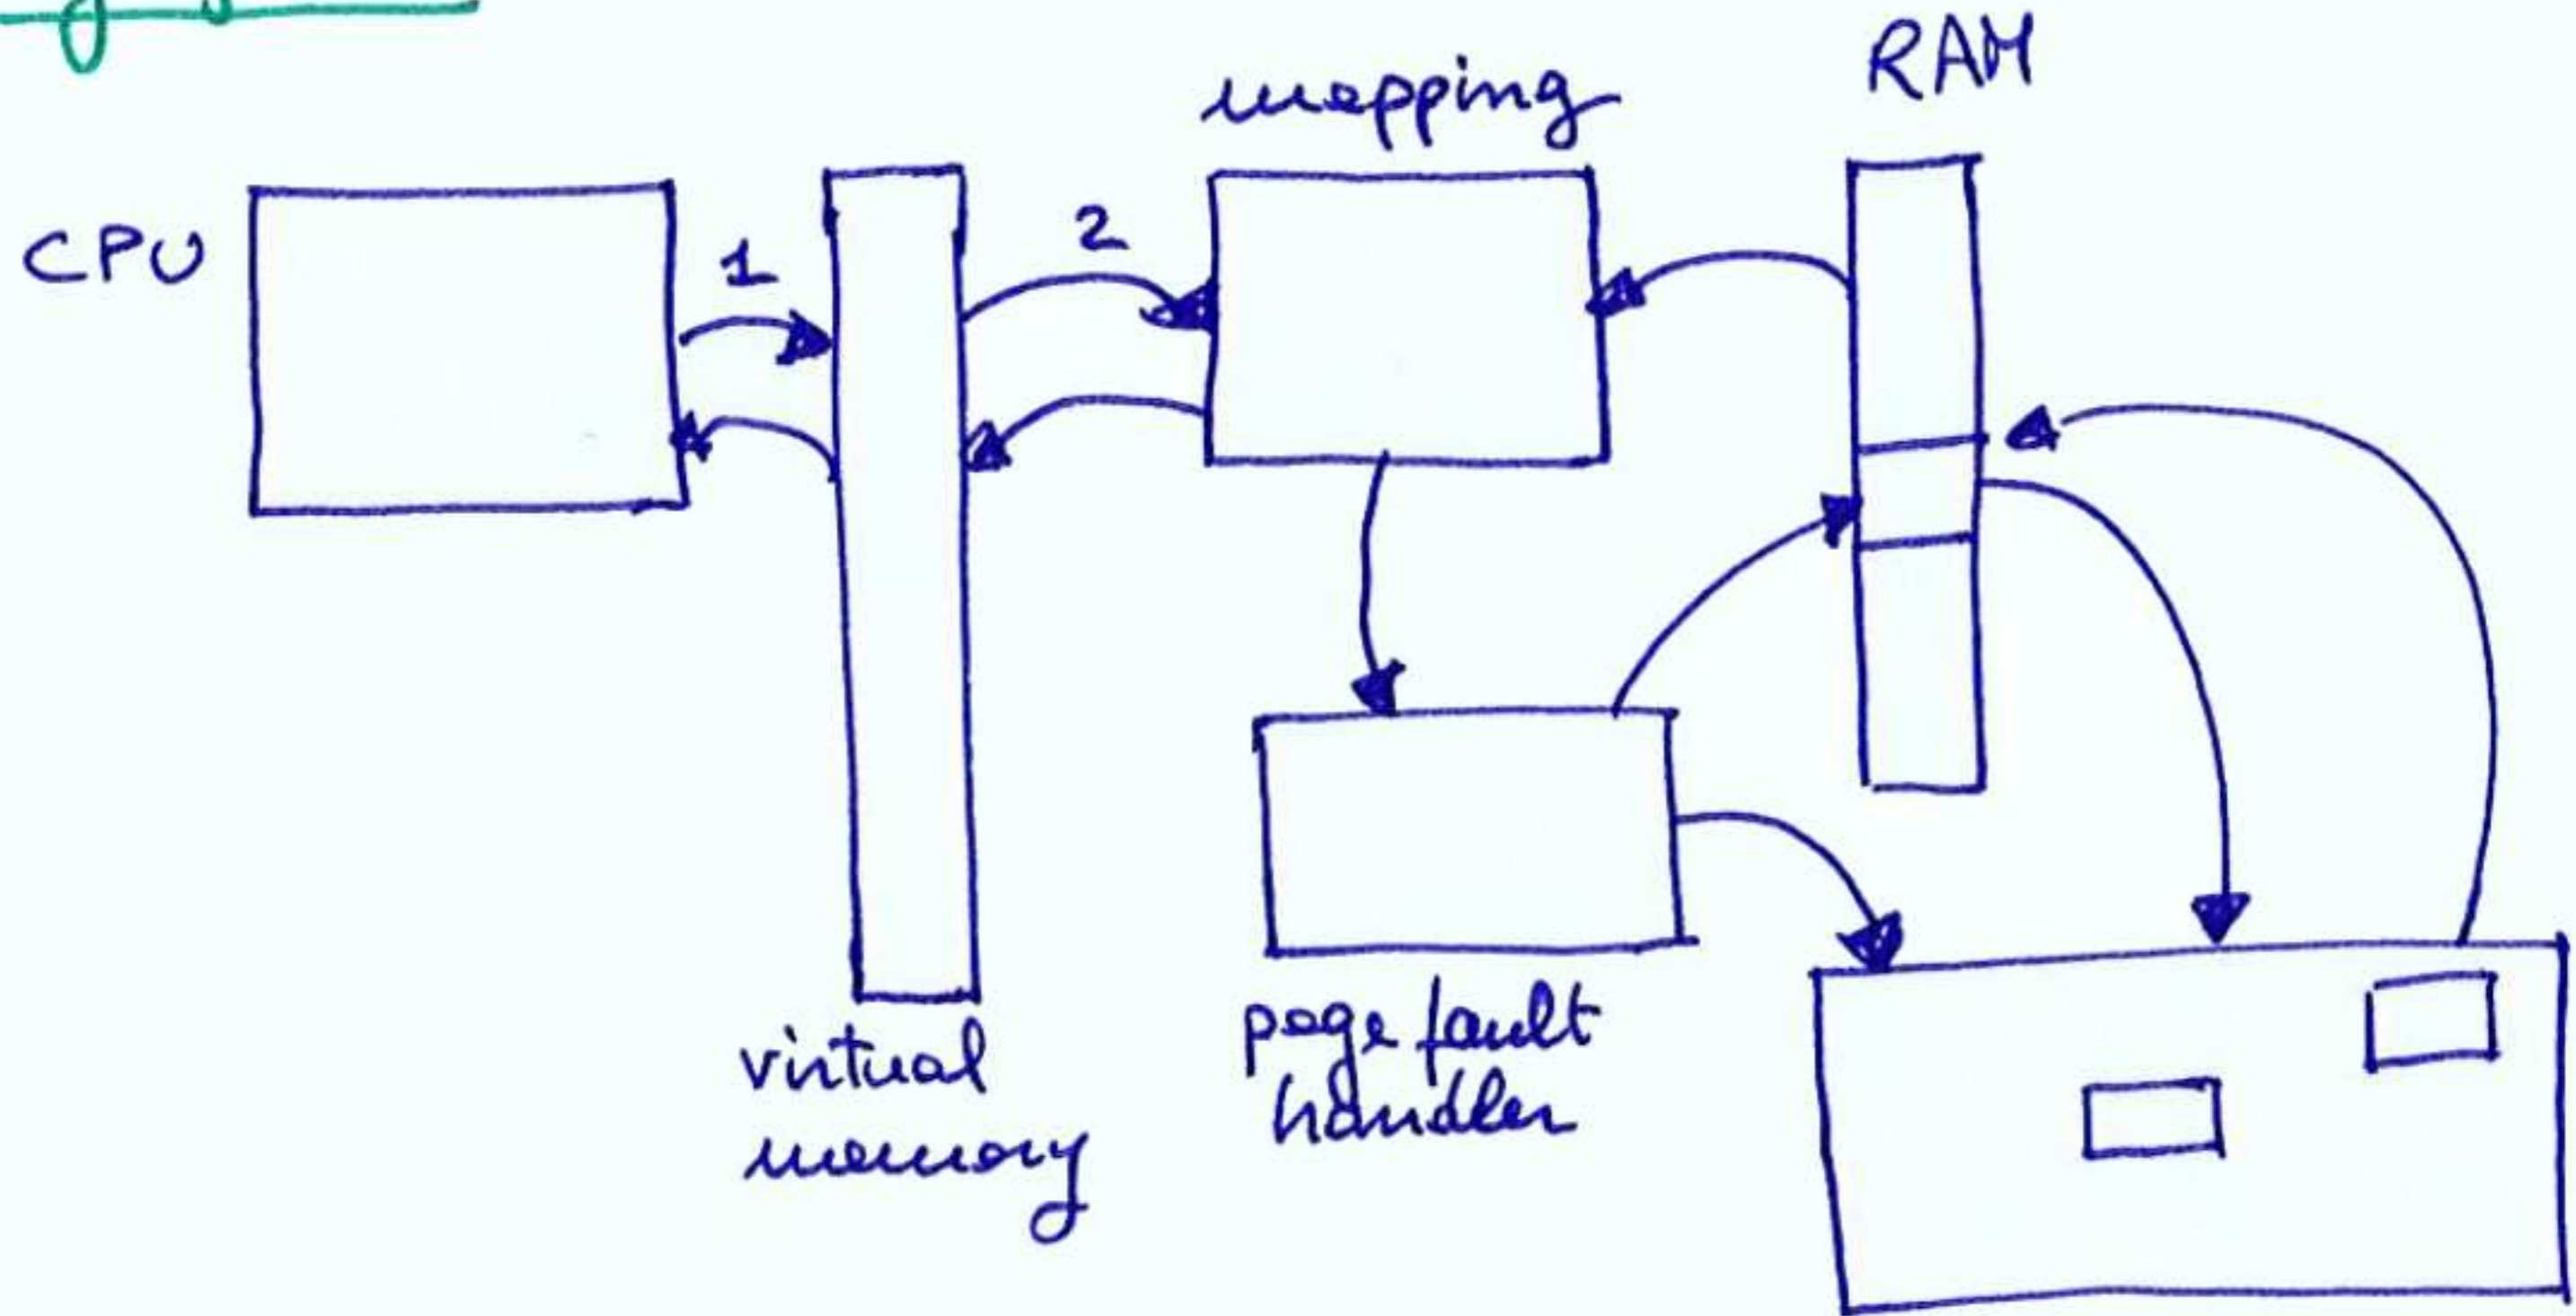 mapping
RAM
CPU
1
2
virtual
memory
page fault
handler